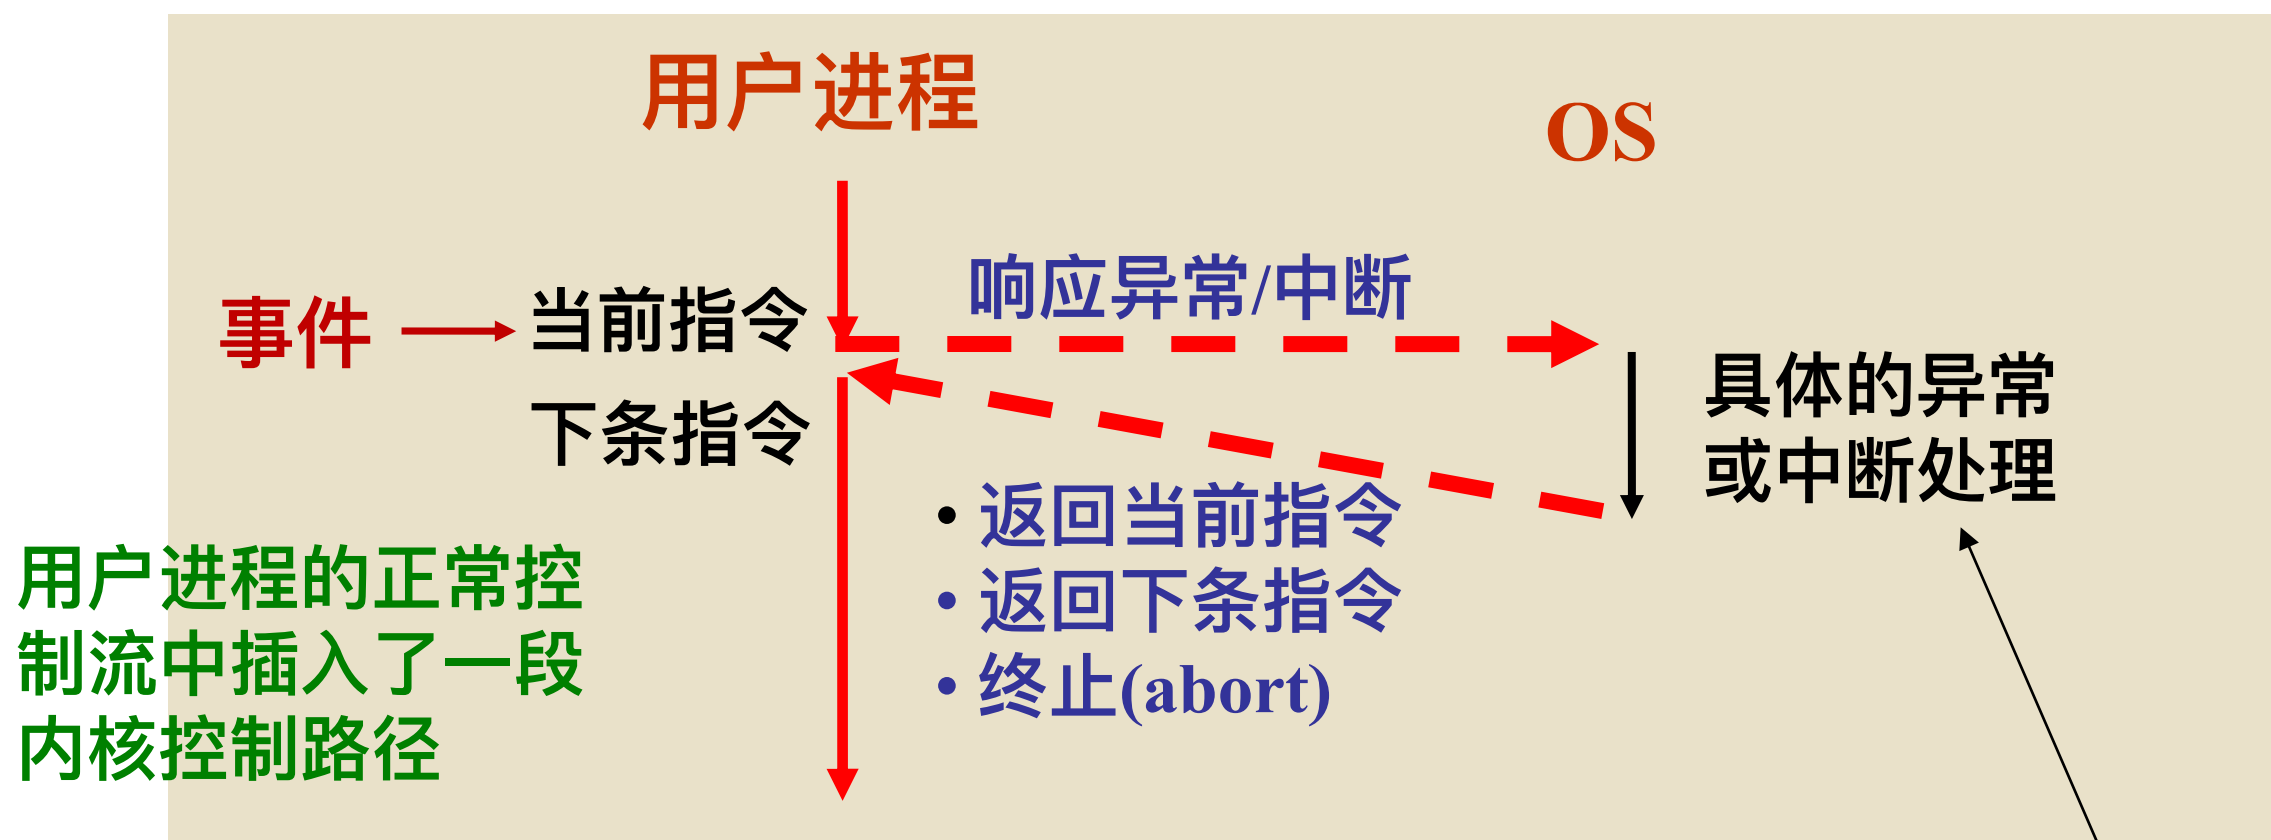 用户进程
OS
响应异常/中断
事件
当前指令
下条指令
具体的异常
或中断处理
• 返回当前指令
• 返回下条指令
• 终止(abort)
用户进程的正常控
制流中插入了一段
内核控制路径